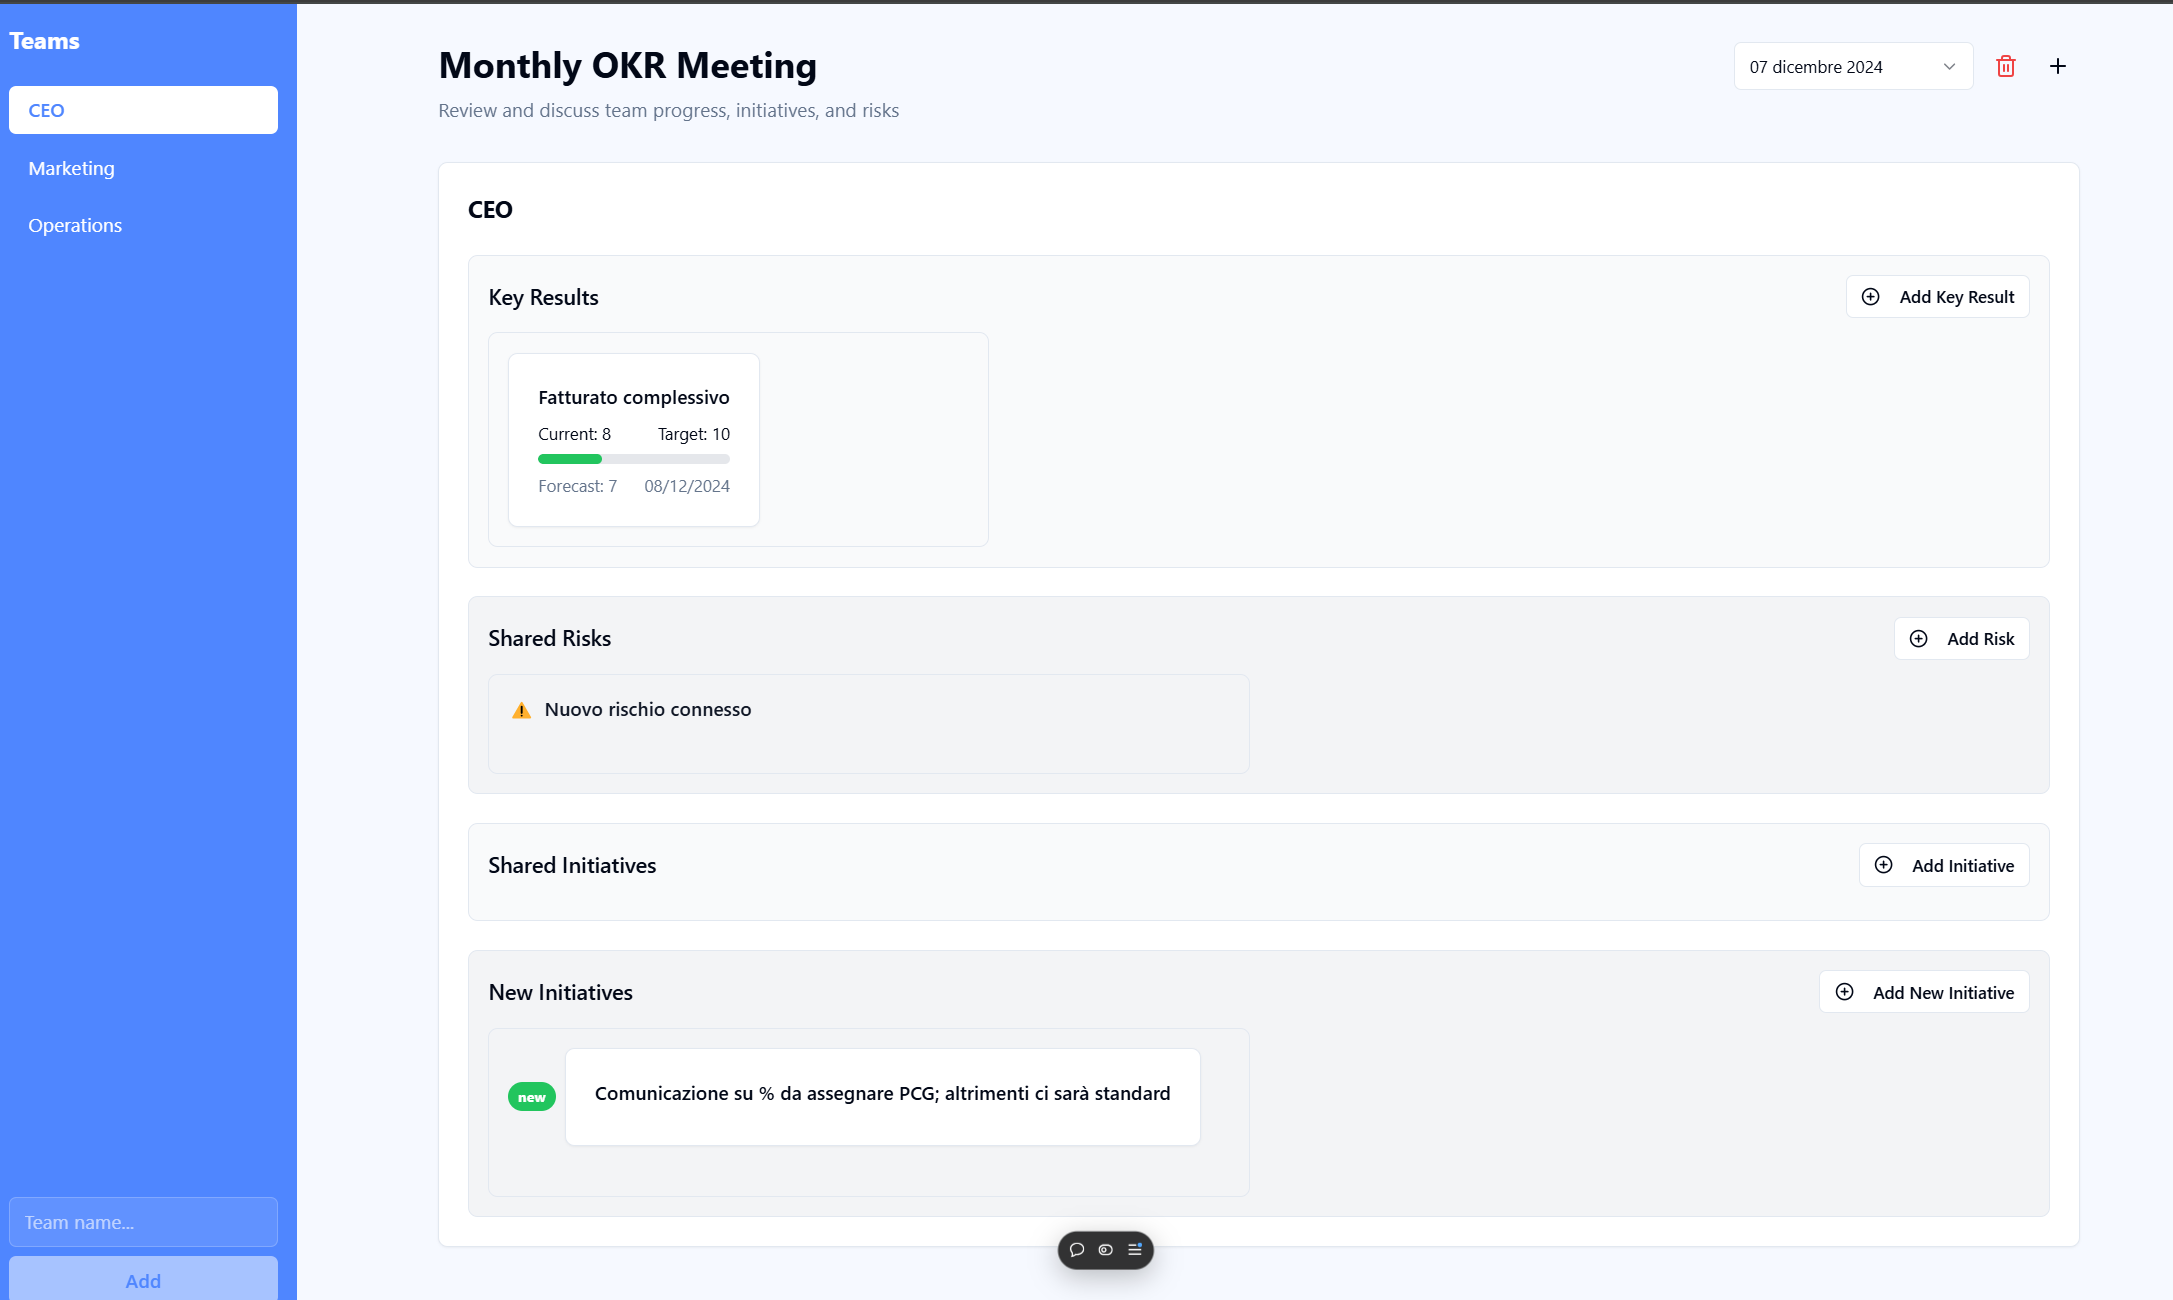 Teams
CEO
Marketing
Operations
Team name...
Add
Monthly OKR Meeting
Review and discuss team progress, initiatives, and risks
07 dicembre 2024
CEO
Key Results
Add Key Result
Fatturato complessivo
Current: 8 Target: 10
Forecast: 7 08/12/2024
Shared Risks
Add Risk
Nuovo rischio connesso
Shared Initiatives
Add Initiative
New Initiatives
Add New Initiative
new
Comunicazione su % da assegnare PCG; altrimenti ci sarà standard